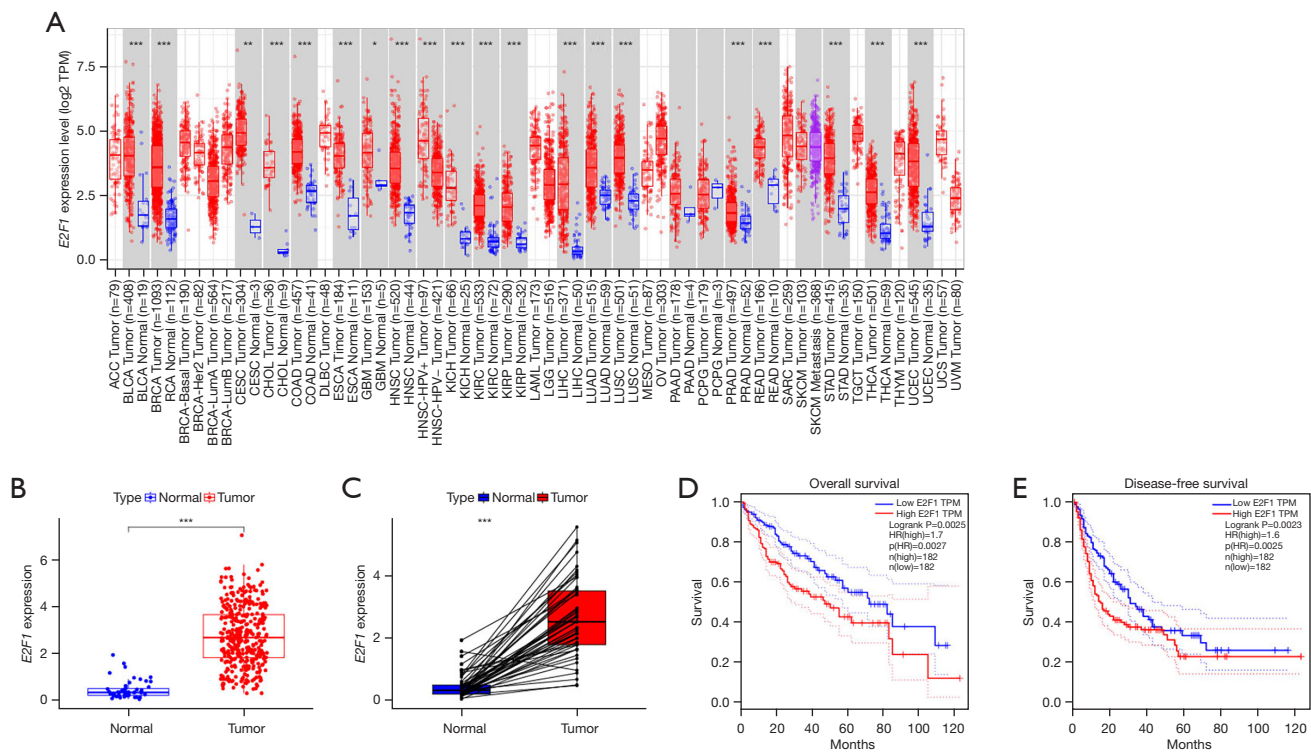 A
*** *** ** *** *** *** * *** *** *** *** *** *** *** *** *** *** *** *** ***
E2F1 expression level (log2 TPM)
7.5
5.0
2.5
0.0
ACC Tumor (n=79)
BLCA Tumor (n=408)
BLCA Normal (n=19)
BRCA Tumor (n=1093)
RCA Normal (n=112)
BRCA-Basal Tumor (n=190)
BRCA-Her2 Tumor (n=82)
BRCA-LumA Tumor (n=564)
BRCA-LumB Tumor (n=217)
CESC Tumor (n=304)
CESC Normal (n=3)
CHOL Tumor (n=36)
CHOL Normal (n=9)
COAD Tumor (n=457)
COAD Normal (n=41)
DLBC Tumor (n=48)
ESCA Timor (n=184)
ESCA Normal (n=11)
GBM Tumor (n=153)
GBM Normal (n=5)
HNSC Tumor (n=520)
HNSC Normal (n=44)
HNSC-HPV+ Tumor (n=97)
HNSC-HPV− Tumor (n=421)
KICH Tumor (n=66)
KICH Normal (n=25)
KIRC Tumor (n=533)
KIRC Normal (n=72)
KIRP Tumor (n=290)
KIRP Normal (n=32)
LAML Tumor (n=173)
LGG Tumor (n=516)
LIHC Tumor (n=371)
LIHC Normal (n=50)
LUAD Tumor (n=515)
LUAD Normal (n=59)
LUSC Tumor (n=501)
LUSC Normal (n=51)
MESO Tumor (n=87)
OV Tumor (n=303)
PAAD Tumor (n=178)
PAAD Normal (n=4)
PCPG Tumor (n=179)
PCPG Normal (n=3)
PRAD Tumor (n=497)
PRAD Normal (n=52)
READ Tumor (n=166)
READ Normal (n=10)
SARC Tumor (n=259)
SKCM Tumor (n=103)
SKCM Metastasis (n=368)
STAD Tumor (n=415)
STAD Normal (n=35)
TGCT Tumor (n=150)
THCA Tumor (n=501)
THCA Normal (n=59)
THYM Tumor (n=120)
UCEC Tumor (n=545)
UCEC Normal (n=35)
UCS Tumor (n=57)
UVM Tumor (n=80)
B
Type Normal Tumor
***
E2F1 expression
6
4
2
0
Normal Tumor
C
Type Normal Tumor
***
E2F1 expression
4
2
0
Normal Tumor
D
Overall survival
Low E2F1 TPM
High E2F1 TPM
Logrank P=0.0025
HR(high)=1.7
p(HR)=0.0027
n(high)=182
n(low)=182
Survival
1.0
0.8
0.6
0.4
0.2
0.0
0 20 40 60 80 100 120
Months
E
Disease-free survival
Low E2F1 TPM
High E2F1 TPM
Logrank P=0.0023
HR(high)=1.6
p(HR)=0.0025
n(high)=182
n(low)=182
Survival
1.0
0.8
0.6
0.4
0.2
0.0
0 20 40 60 80 100 120
Months